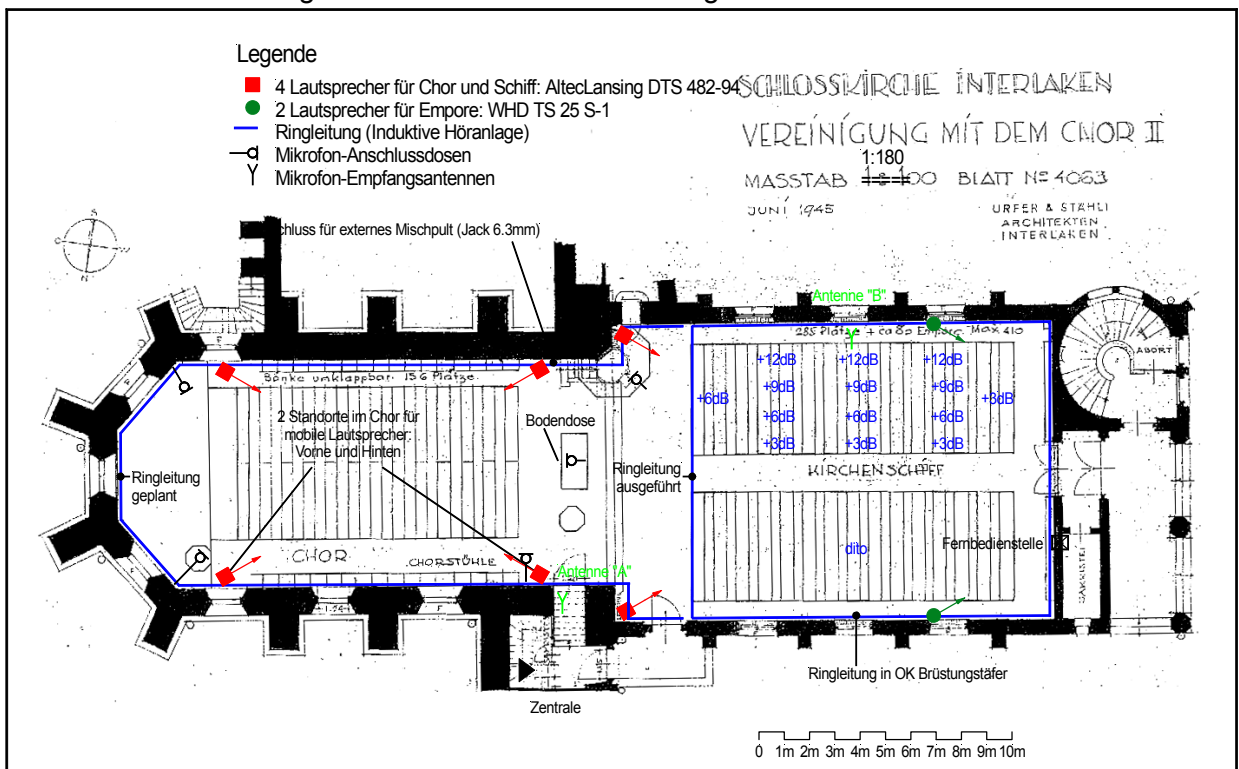 Legende
4 Lautsprecher für Chor und Schiff: AltecLansing DTS 482-94
2 Lautsprecher für Empore: WHD TS 25 S-1
Ringleitung (Induktive Höranlage)
Mikrofon-Anschlussdosen
Mikrofon-Empfangsantennen
SCHLOSSKIRCHE INTERLAKEN
VEREINIGUNG MIT DEM CHOR II
1:180
MASSTAB 1:100 BLATT Nº 4063
JUNI 1945
URFER & STÄHLI
ARCHITEKTEN
INTERLAKEN
S
N
chluss für externes Mischpult (Jack 6.3mm)
Antenne "B"
285 Plätze + ca 80 Empore Max 410
ABORT
Bänke umklappbar 156 Plätze
+12dB +12dB +12dB
+9dB +9dB +9dB
+6dB +3dB
+6dB +6dB +6dB
+3dB +3dB +3dB
2 Standorte im Chor für
mobile Lautsprecher:
Vorne und Hinten
Bodendose
Ringleitung
geplant
Ringleitung
ausgeführt
KIRCHENSCHIFF
CHOR
CHORSTÜHLE
Antenne "A"
dito
Fernbedienstelle
SAKRISTEI
Ringleitung in OK Brüstungstäfer
Zentrale
0 1m 2m 3m 4m 5m 6m 7m 8m 9m 10m